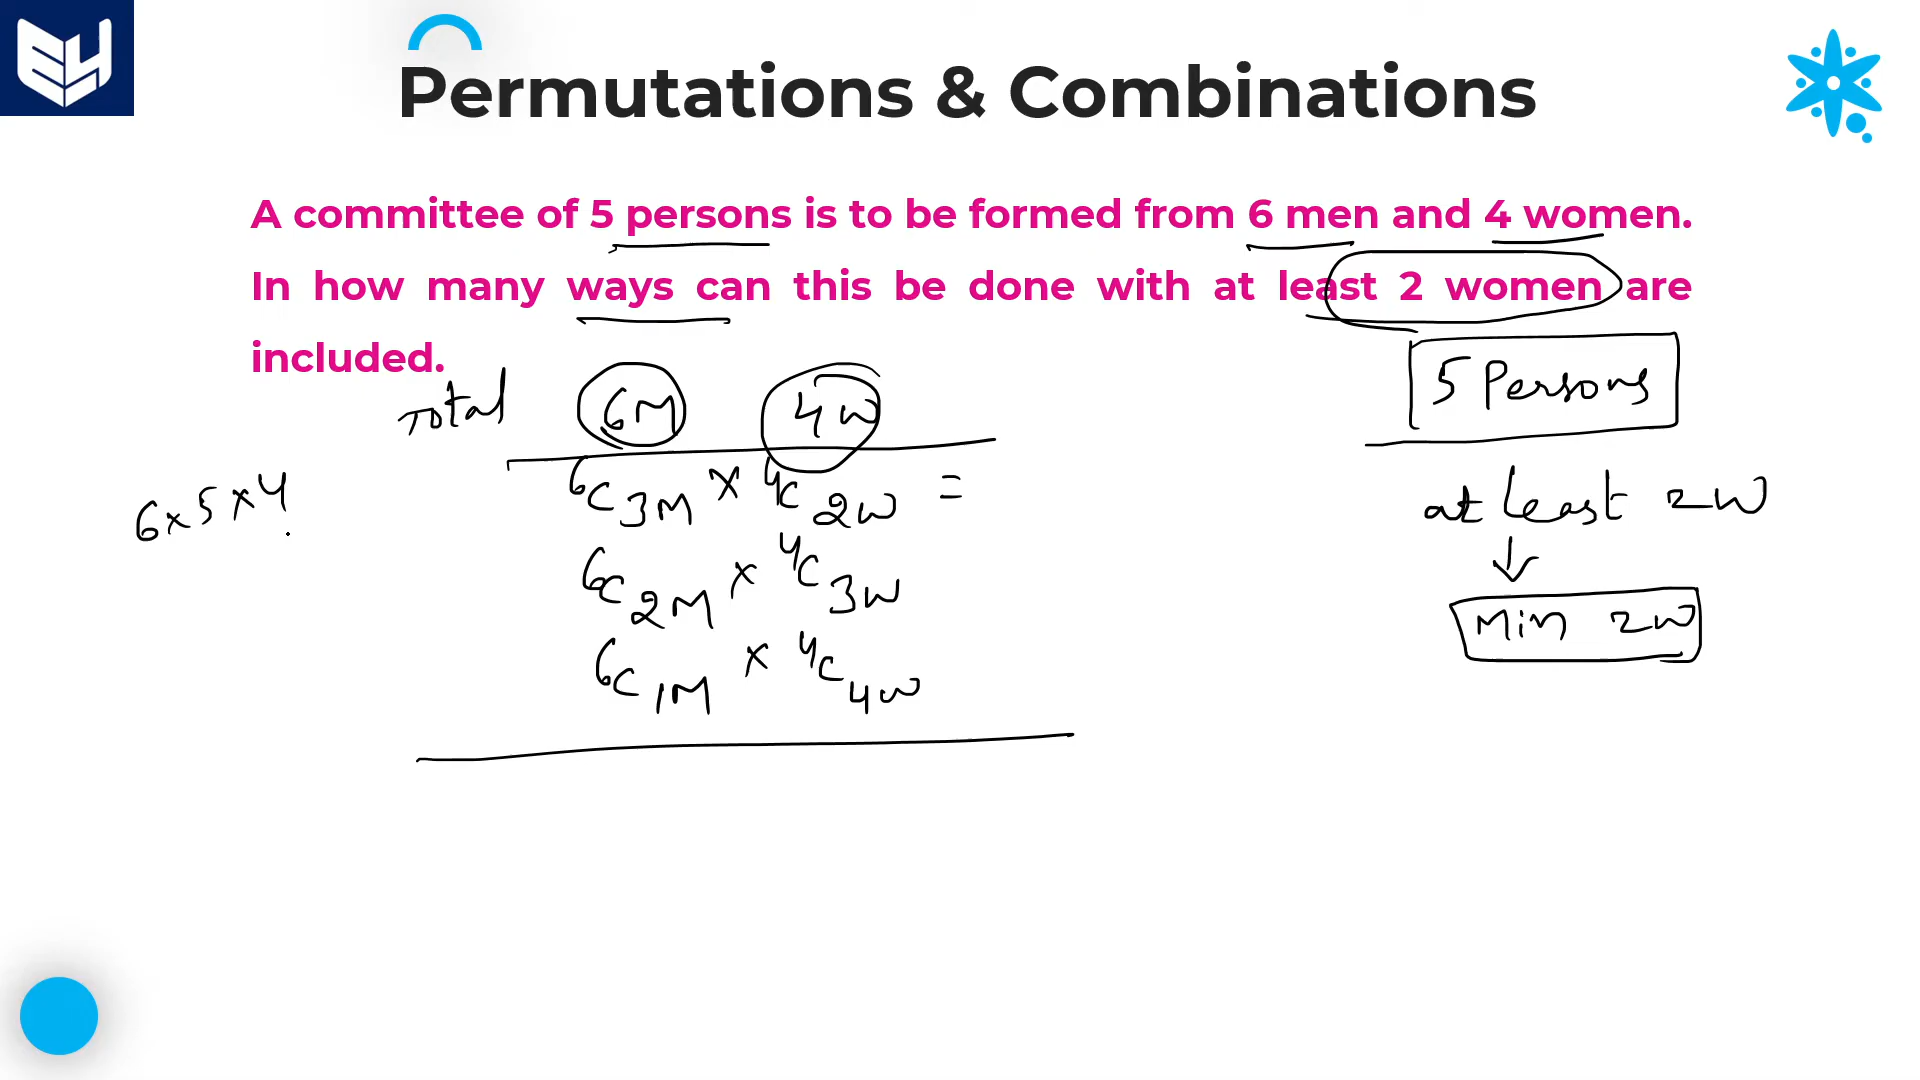 Permutations & Combinations
A committee of 5 persons is to be formed from 6 men and 4 women.
In how many ways can this be done with at least 2 women are
included.
Total 6M 4W
5 Persons
6C3M × 4C2W =
6×5×4
at least 2W
6C2M × 4C3W
Min 2W
6C1M × 4C4W